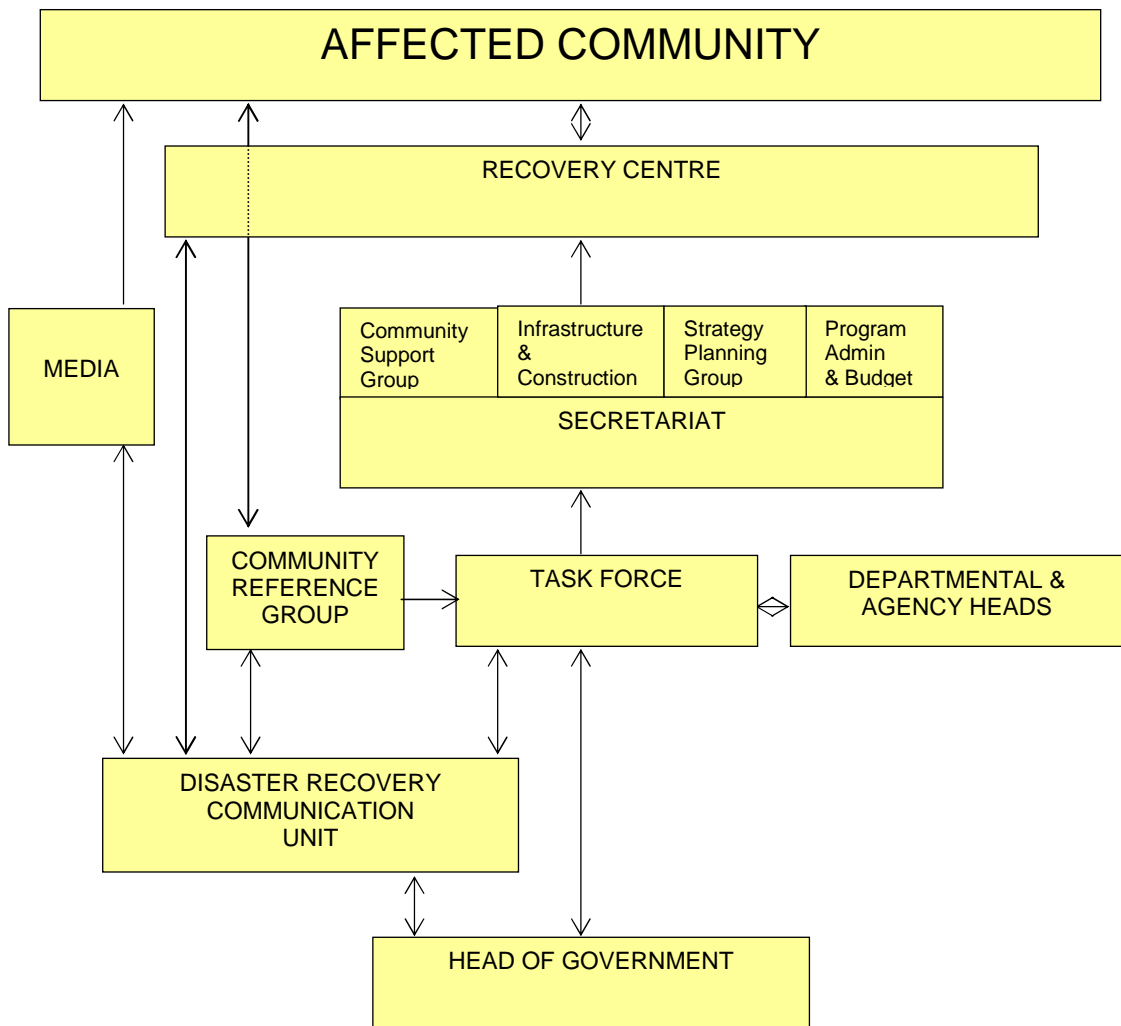 AFFECTED COMMUNITY
RECOVERY CENTRE
MEDIA
Community
Support
Group
Infrastructure
&
Construction
Strategy
Planning
Group
Program
Admin
& Budget
SECRETARIAT
COMMUNITY
REFERENCE
GROUP
TASK FORCE
DEPARTMENTAL &
AGENCY HEADS
DISASTER RECOVERY
COMMUNICATION
UNIT
HEAD OF GOVERNMENT